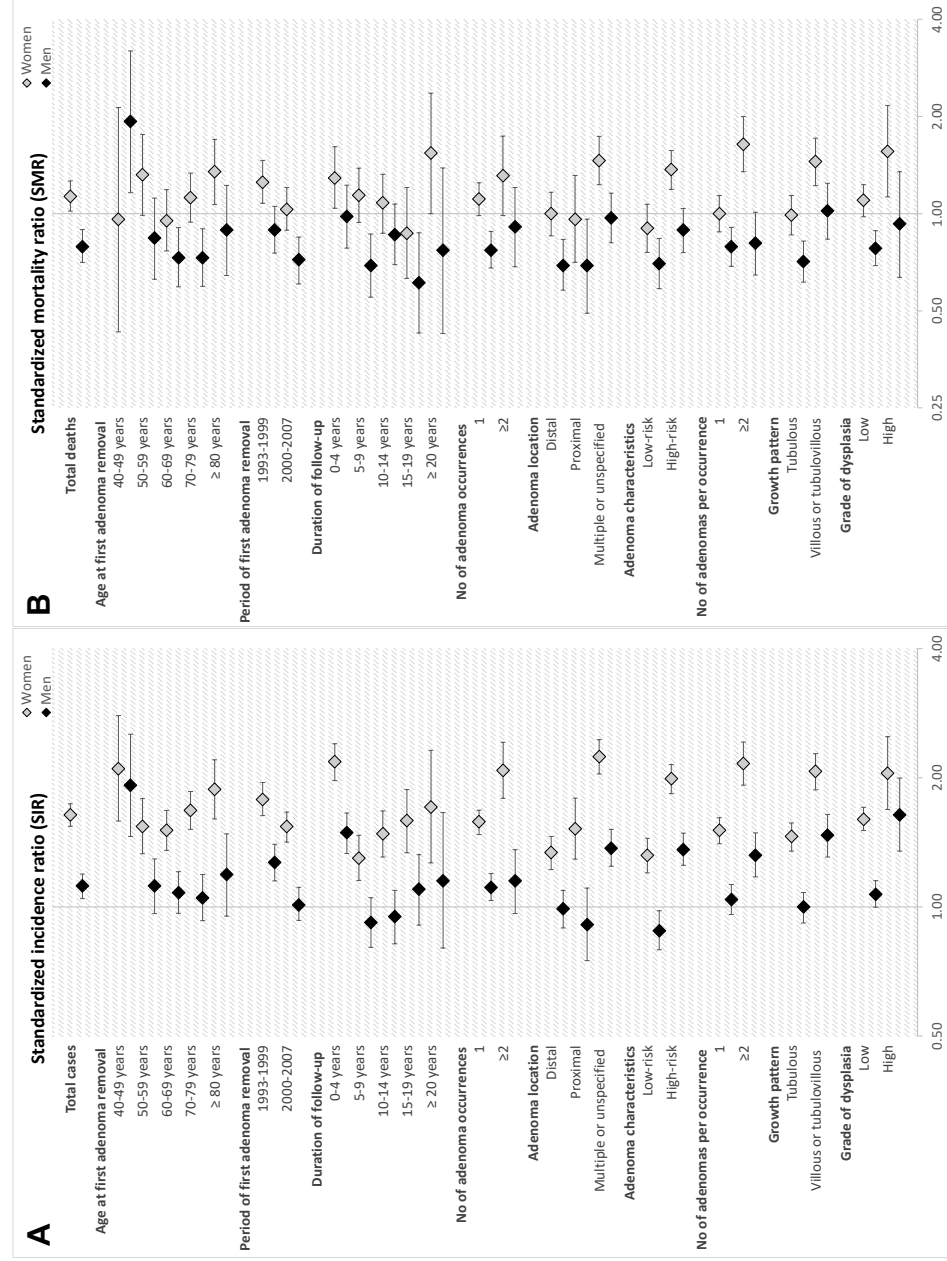 A
Standardized incidence ratio (SIR)
Women
Men
Total cases
Age at first adenoma removal
40-49 years
50-59 years
60-69 years
70-79 years
≥ 80 years
Period of first adenoma removal
1993-1999
2000-2007
Duration of follow-up
0-4 years
5-9 years
10-14 years
15-19 years
≥ 20 years
No of adenoma occurrences
1
≥2
Adenoma location
Distal
Proximal
Multiple or unspecified
Adenoma characteristics
Low-risk
High-risk
No of adenomas per occurrence
1
≥2
Growth pattern
Tubulous
Villous or tubulovillous
Grade of dysplasia
Low
High
0.50 1.00 2.00 4.00
B
Standardized mortality ratio (SMR)
Women
Men
Total deaths
Age at first adenoma removal
40-49 years
50-59 years
60-69 years
70-79 years
≥ 80 years
Period of first adenoma removal
1993-1999
2000-2007
Duration of follow-up
0-4 years
5-9 years
10-14 years
15-19 years
≥ 20 years
No of adenoma occurrences
1
≥2
Adenoma location
Distal
Proximal
Multiple or unspecified
Adenoma characteristics
Low-risk
High-risk
No of adenomas per occurrence
1
≥2
Growth pattern
Tubulous
Villous or tubulovillous
Grade of dysplasia
Low
High
0.25 0.50 1.00 2.00 4.00